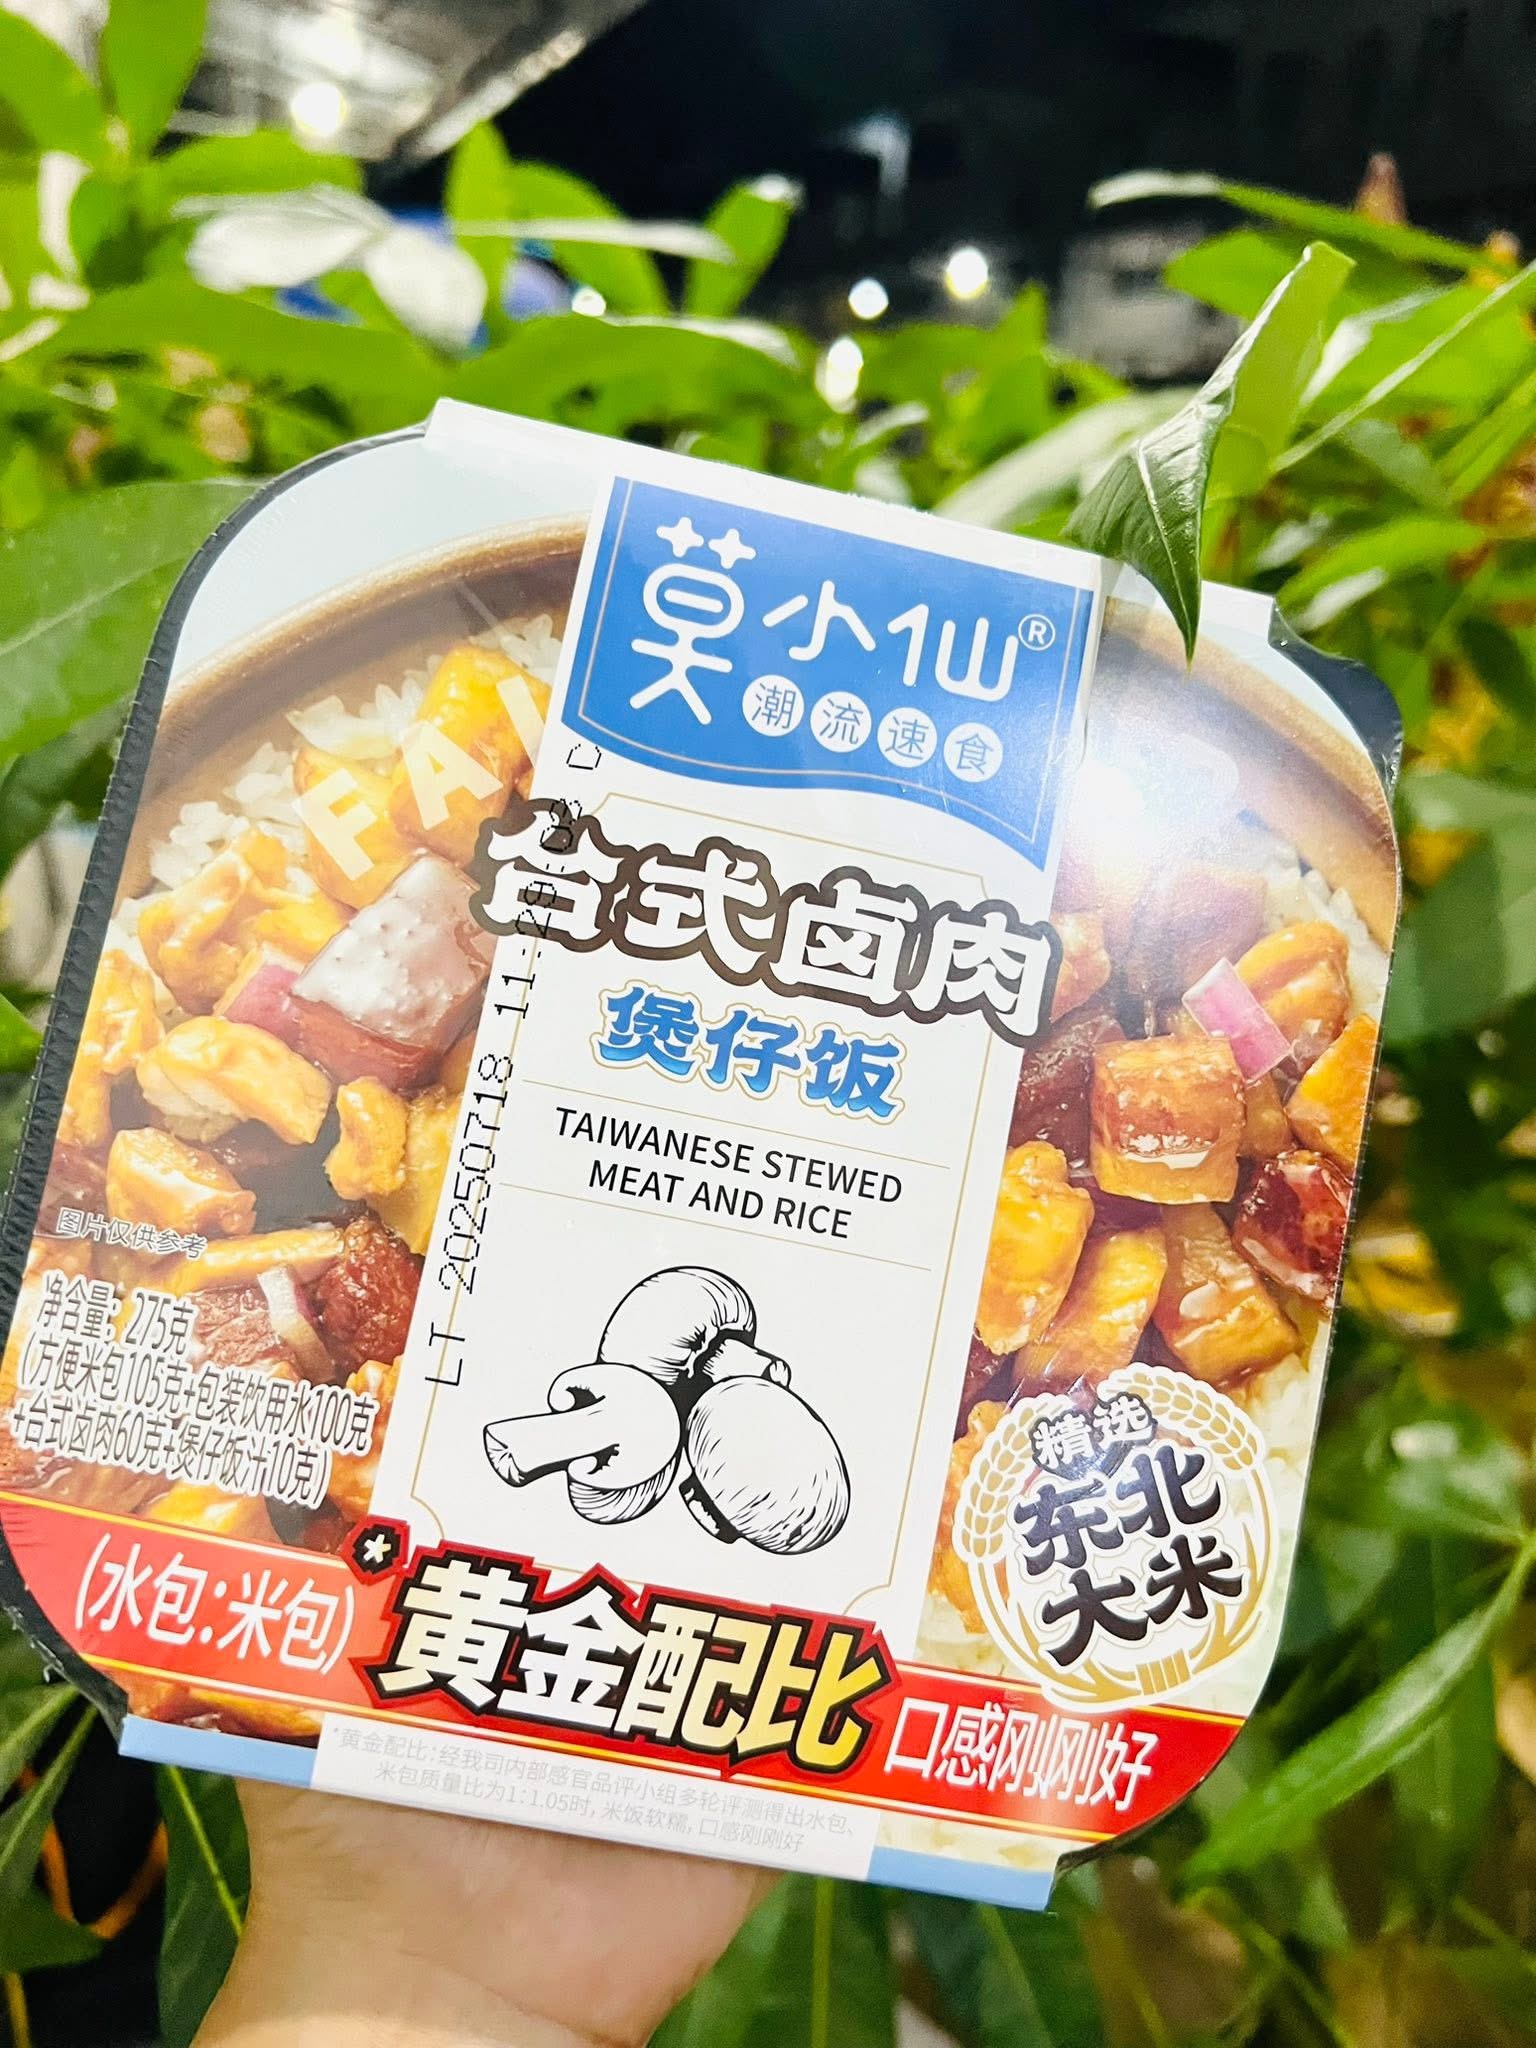 莫小仙®
潮流速食
台式卤肉
煲仔饭
TAIWANESE STEWED
MEAT AND RICE
LT 20250718 11:29:03 C
FAI
图片仅供参考
净含量：275克
(方便米包105克+包装饮用水100克
+台式卤肉60克+煲仔饭汁10克)
精选
东北
大米
(水包:米包)
*黄金配比
口感刚刚好
*黄金配比：经我司内部感官品评小组多轮评测得出水包、
米包质量比为1：1.05时，米饭软糯，口感刚刚好